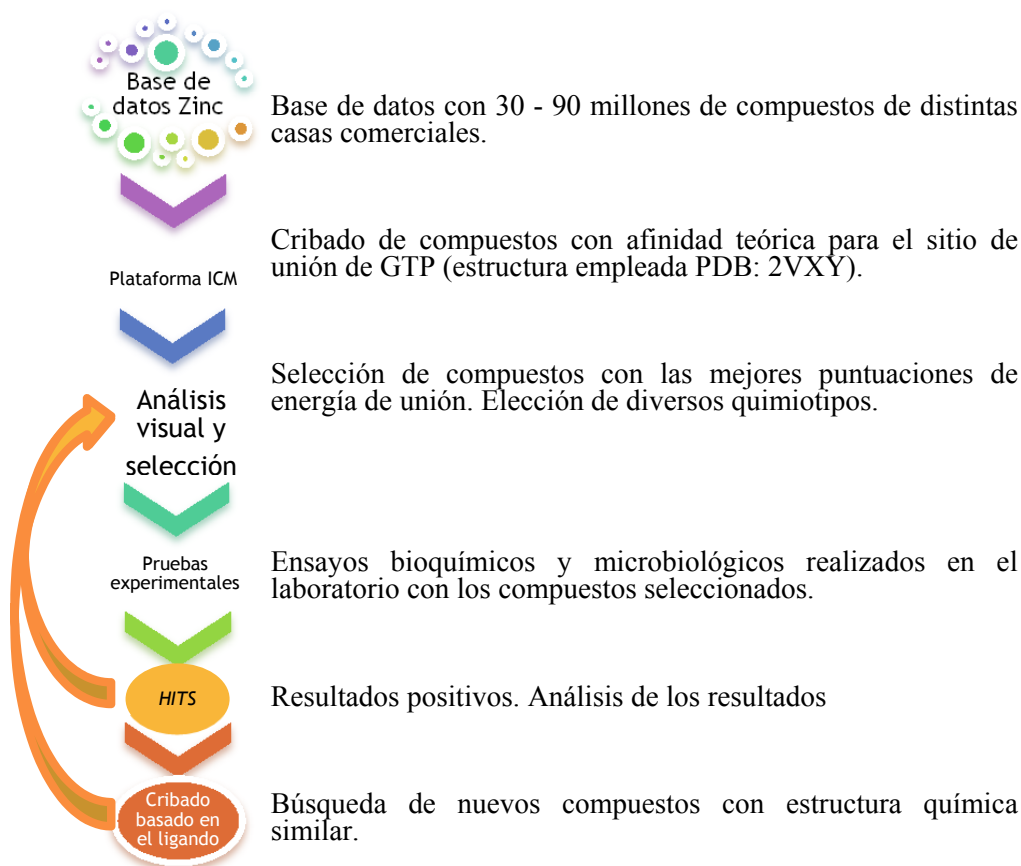 Base de
datos Zinc
Base de datos con 30 - 90 millones de compuestos de distintas
casas comerciales.
Plataforma ICM
Cribado de compuestos con afinidad teórica para el sitio de
unión de GTP (estructura empleada PDB: 2VXY).
Análisis
visual y
selección
Selección de compuestos con las mejores puntuaciones de
energía de unión. Elección de diversos quimiotipos.
Pruebas
experimentales
Ensayos bioquímicos y microbiológicos realizados en el
laboratorio con los compuestos seleccionados.
HITS
Resultados positivos. Análisis de los resultados
Cribado
basado en
el ligando
Búsqueda de nuevos compuestos con estructura química
similar.